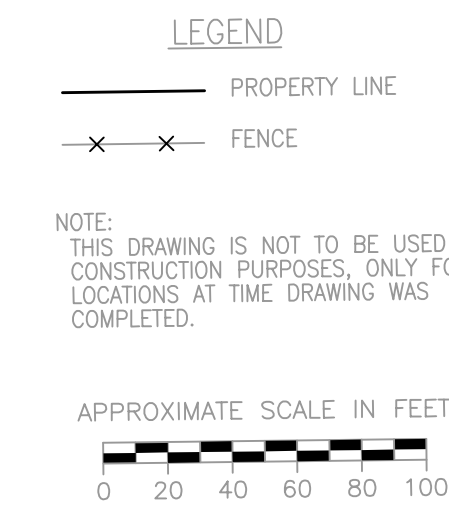 LEGEND
PROPERTY LINE
FENCE
NOTE:
THIS DRAWING IS NOT TO BE USED
CONSTRUCTION PURPOSES, ONLY
LOCATIONS AT TIME DRAWING WAS
COMPLETED.
APPROXIMATE SCALE IN FEET
0 20 40 60 80 100